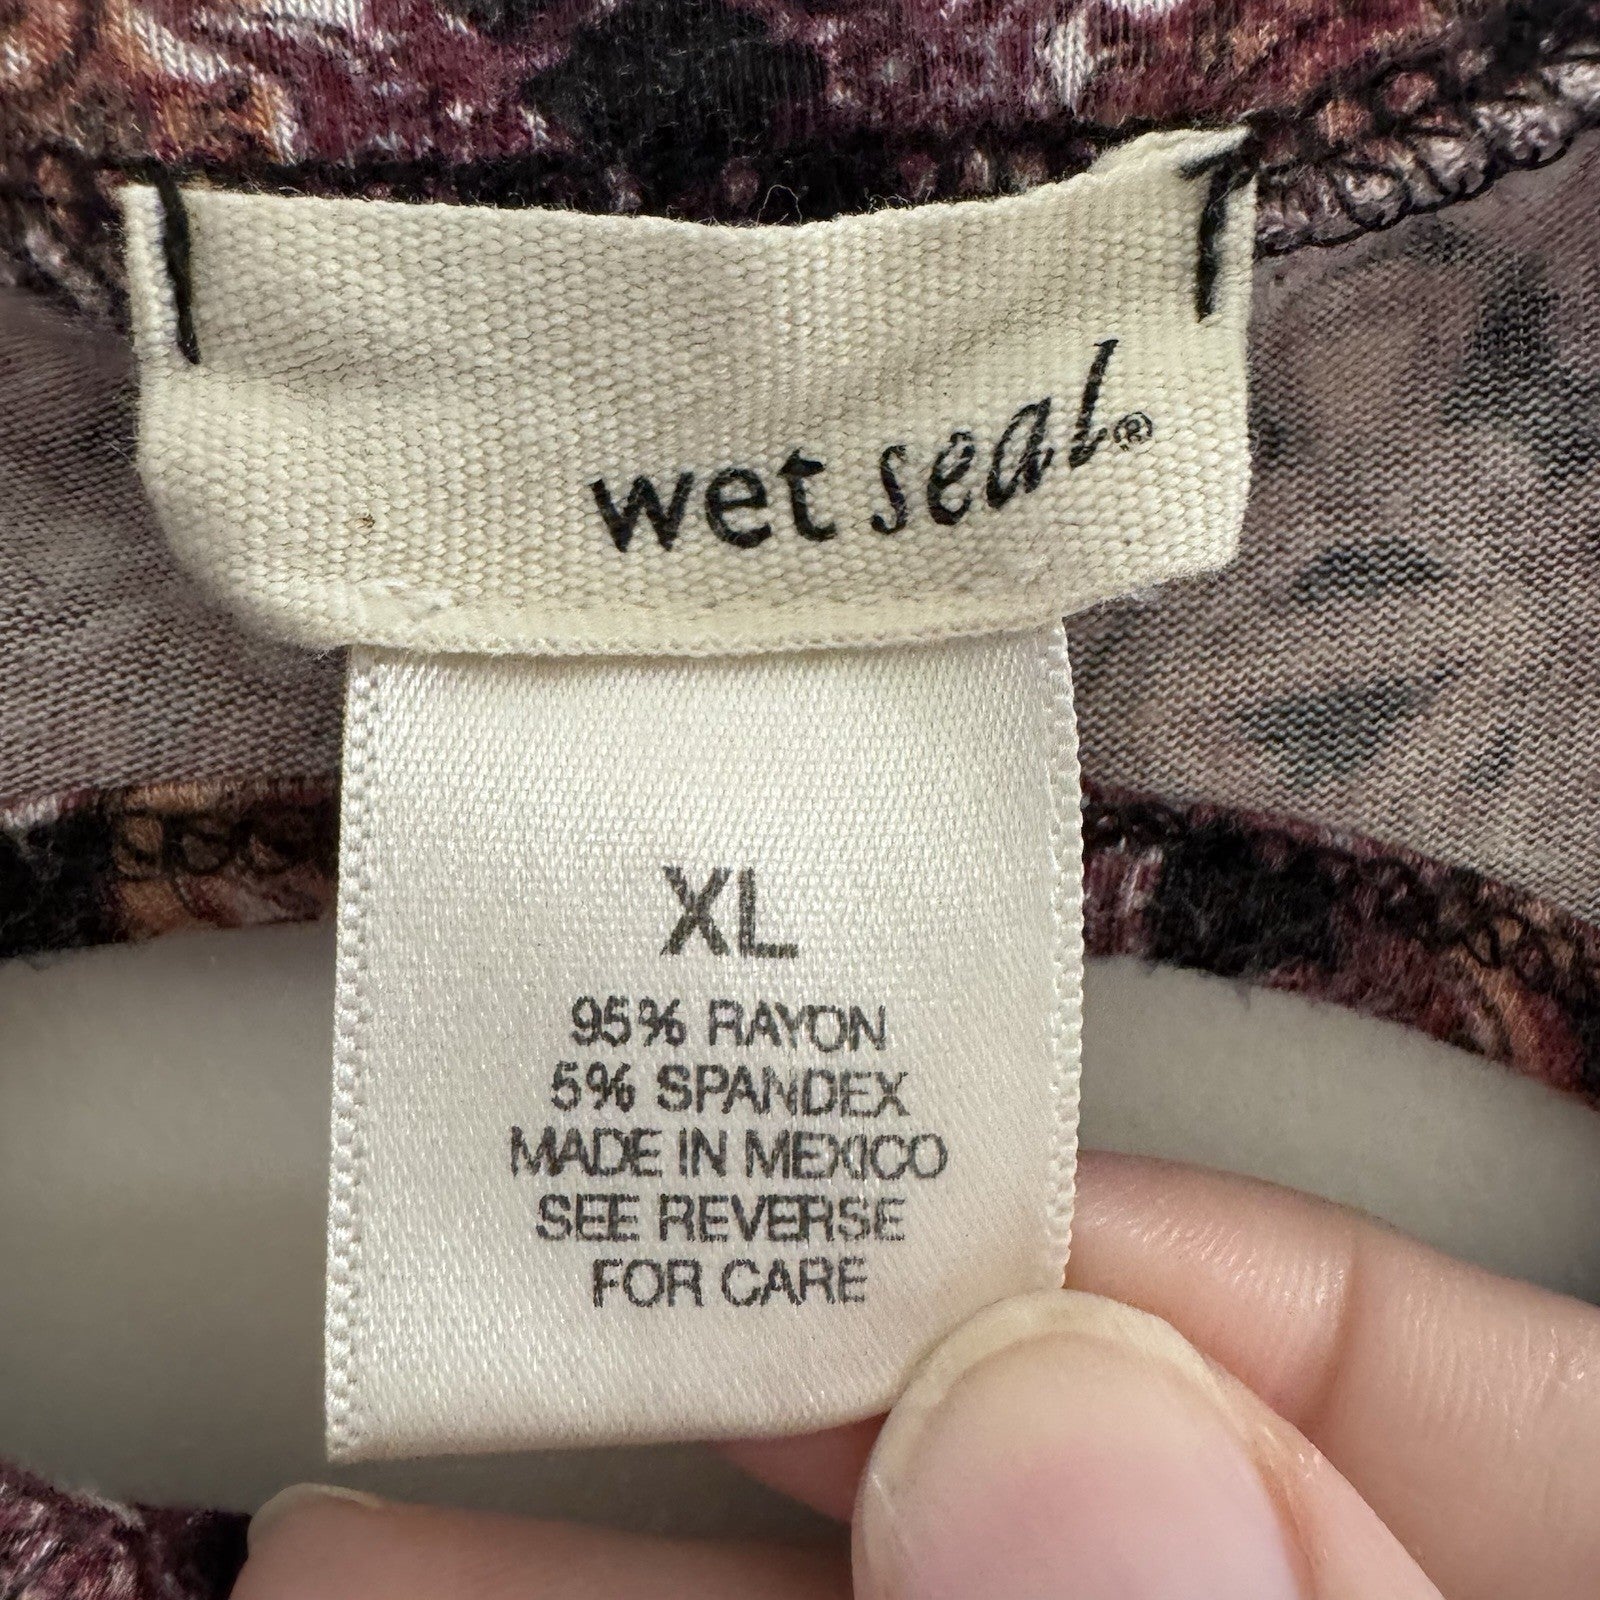 wet seal®
XL
95% RAYON
5% SPANDEX
MADE IN MEXICO
SEE REVERSE
FOR CARE